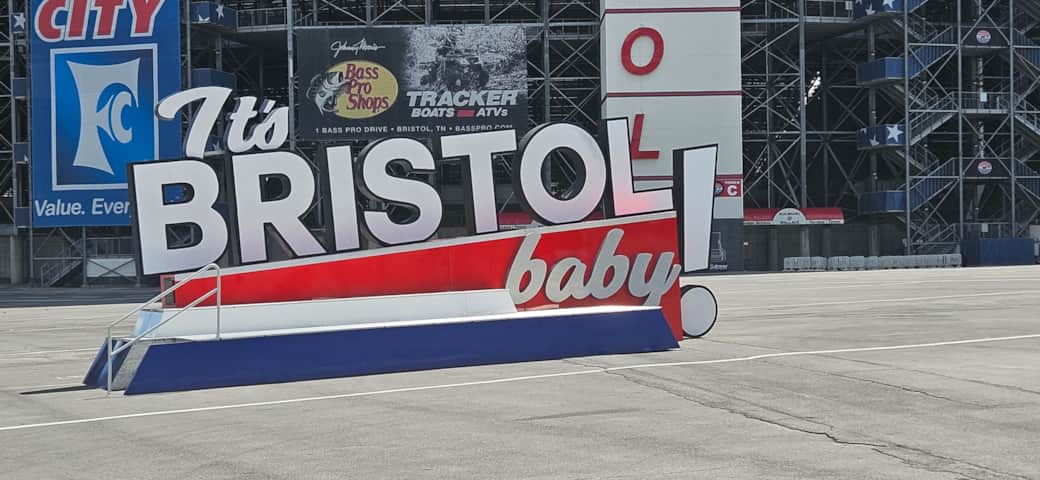 CITY
FC
Value. Ever
Johnny Morris
Bass
Pro
Shops
TRACKER
BOATS ATVs
1 BASS PRO DRIVE • BRISTOL, TN • BASSPRO.COM
O
L
C
It's
BRISTOL
baby!